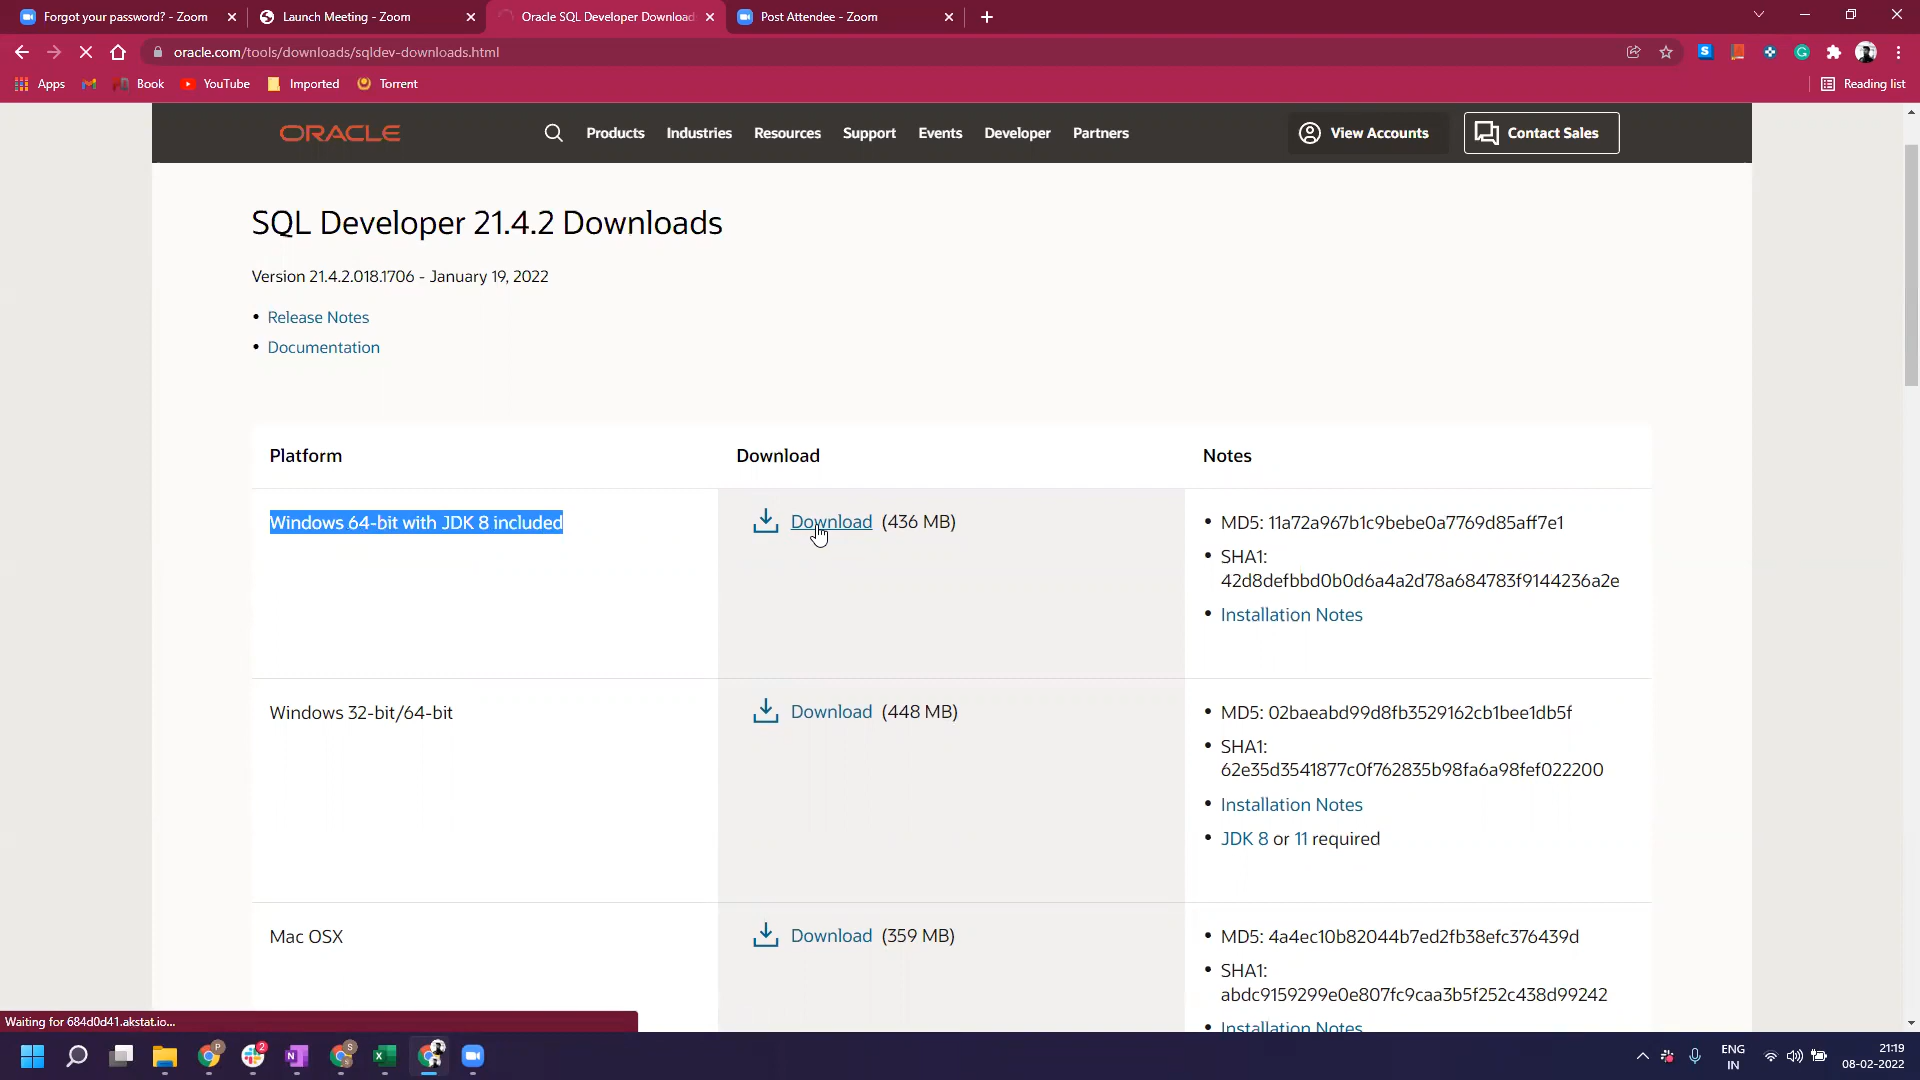 Forgot your password? - Zoom
Launch Meeting - Zoom
Oracle SQL Developer Download
Post Attendee - Zoom
oracle.com/tools/downloads/sqldev-downloads.html
Apps
Book
YouTube
Imported
Torrent
Reading list
ORACLE
Products
Industries
Resources
Support
Events
Developer
Partners
View Accounts
Contact Sales
SQL Developer 21.4.2 Downloads
Version 21.4.2.018.1706 - January 19, 2022
• Release Notes
• Documentation
Platform
Download
Notes
Windows 64-bit with JDK 8 included
Download (436 MB)
• MD5: 11a72a967b1c9bebe0a7769d85aff7e1
• SHA1:
42d8defbbd0b0d6a4a2d78a684783f9144236a2e
• Installation Notes
Windows 32-bit/64-bit
Download (448 MB)
• MD5: 02baeabd99d8fb3529162cb1bee1db5f
• SHA1:
62e35d3541877c0f762835b98fa6a98fef022200
• Installation Notes
• JDK 8 or 11 required
Mac OSX
Download (359 MB)
• MD5: 4a4ec10b82044b7ed2fb38efc376439d
• SHA1:
abdc9159299e0e807fc9caa3b5f252c438d99242
• Installation Notes
Waiting for 684d0d41.akstat.io...
P
2
N
S
ENG
IN
21:19
08-02-2022